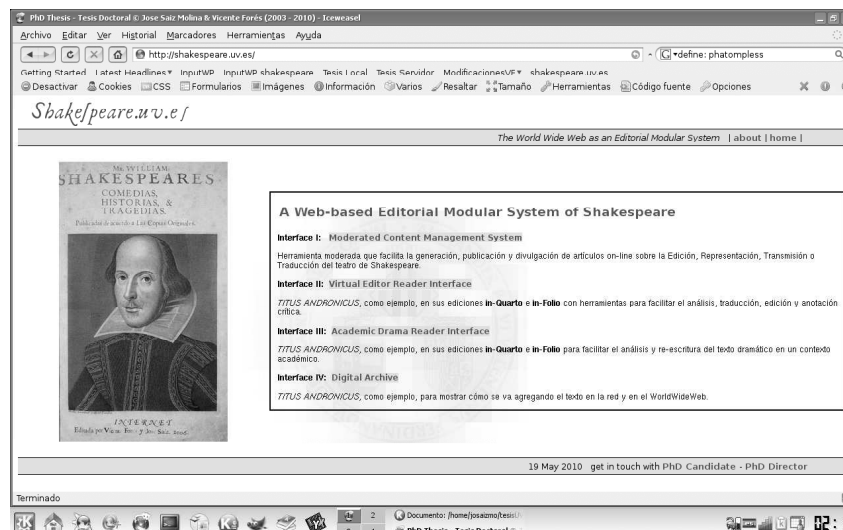 PhD Thesis - Tesis Doctoral © Jose Saiz Molina & Vicente Forés (2003 - 2010) - Iceweasel
Archivo Editar Ver Historial Marcadores Herramientas Ayuda
http://shakespeare.uv.es/
define: phatompless
Getting Started Latest Headlines InputWP InputWP shakespeare Tesis Local Tesis Servidor ModificacionesVF shakespeare.uv.es
Desactivar Cookies CSS Formularios Imágenes Información Varios Resaltar Tamaño Herramientas Código fuente Opciones
Shakeſpeare.uv.eſ
The World Wide Web as an Editorial Modular System | about | home |
Mr. WILLIAM
SHAKESPEARES
COMEDIAS,
HISTORIAS, &
TRAGEDIAS.
Publicadas de acuerdo a las Copias Originales.
INTERNET
A Web-based Editorial Modular System of Shakespeare
Interface I: Moderated Content Management System
Herramienta moderada que facilita la generación, publicación y divulgación de artículos on-line sobre la Edición, Representación, Transmisión o
Traducción del teatro de Shakespeare.
Interface II: Virtual Editor Reader Interface
TITUS ANDRONICUS, como ejemplo, en sus ediciones in-Quarto e in-Folio con herramientas para facilitar el análisis, traducción, edición y anotación
crítica.
Interface III: Academic Drama Reader Interface
TITUS ANDRONICUS, como ejemplo, en sus ediciones in-Quarto e in-Folio para facilitar el análisis y re-escritura del texto dramático en un contexto
académico.
Interface IV: Digital Archive
TITUS ANDRONICUS, como ejemplo, para mostrar cómo se va agregando el texto en la red y en el WorldWideWeb.
19 May 2010 get in touch with PhD Candidate - PhD Director
Terminado
2
Documento: /home/josaizmo/tesis
PhD Thesis - Tesis Doctoral ©
02: